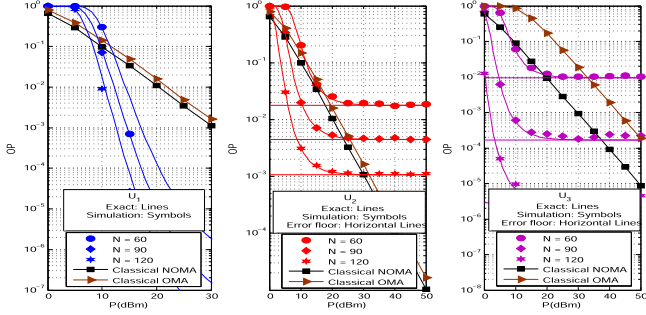 10^0
10^-1
10^-2
10^-3
10^-4
10^-5
10^-6
10^-7
OP
0
10
20
30
P(dBm)
U_1
Exact: Lines
Simulation: Symbols
N = 60
N = 90
N = 120
Classical NOMA
Classical OMA
10^0
10^-1
10^-2
10^-3
10^-4
10^-5
OP
0
10
20
30
40
50
P(dBm)
U_2
Exact: Lines
Simulation: Symbols
Error floor: Horizontal Lines
N = 60
N = 90
N = 120
Classical NOMA
Classical OMA
10^0
10^-1
10^-2
10^-3
10^-4
10^-5
10^-6
10^-7
10^-8
OP
0
10
20
30
40
50
P(dBm)
U_3
Exact: Lines
Simulation: Symbols
Error floor: Horizontal Lines
N = 60
N = 90
N = 120
Classical NOMA
Classical OMA